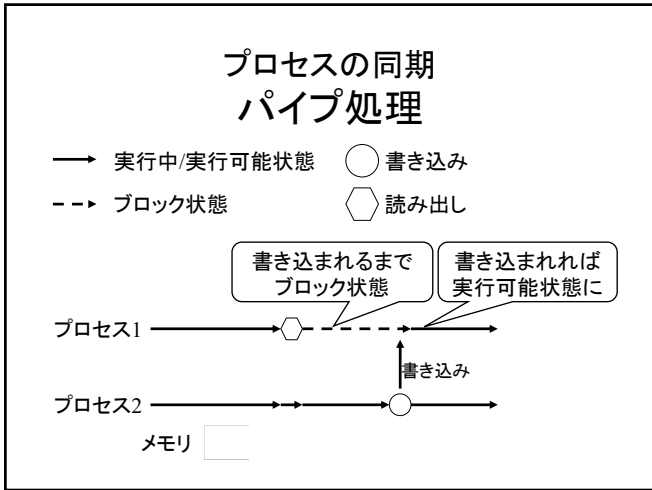 プロセスの同期
パイプ処理
実行中/実行可能状態
書き込み
ブロック状態
読み出し
書き込まれるまで
ブロック状態
書き込まれれば
実行可能状態に
プロセス1
書き込み
プロセス2
メモリ